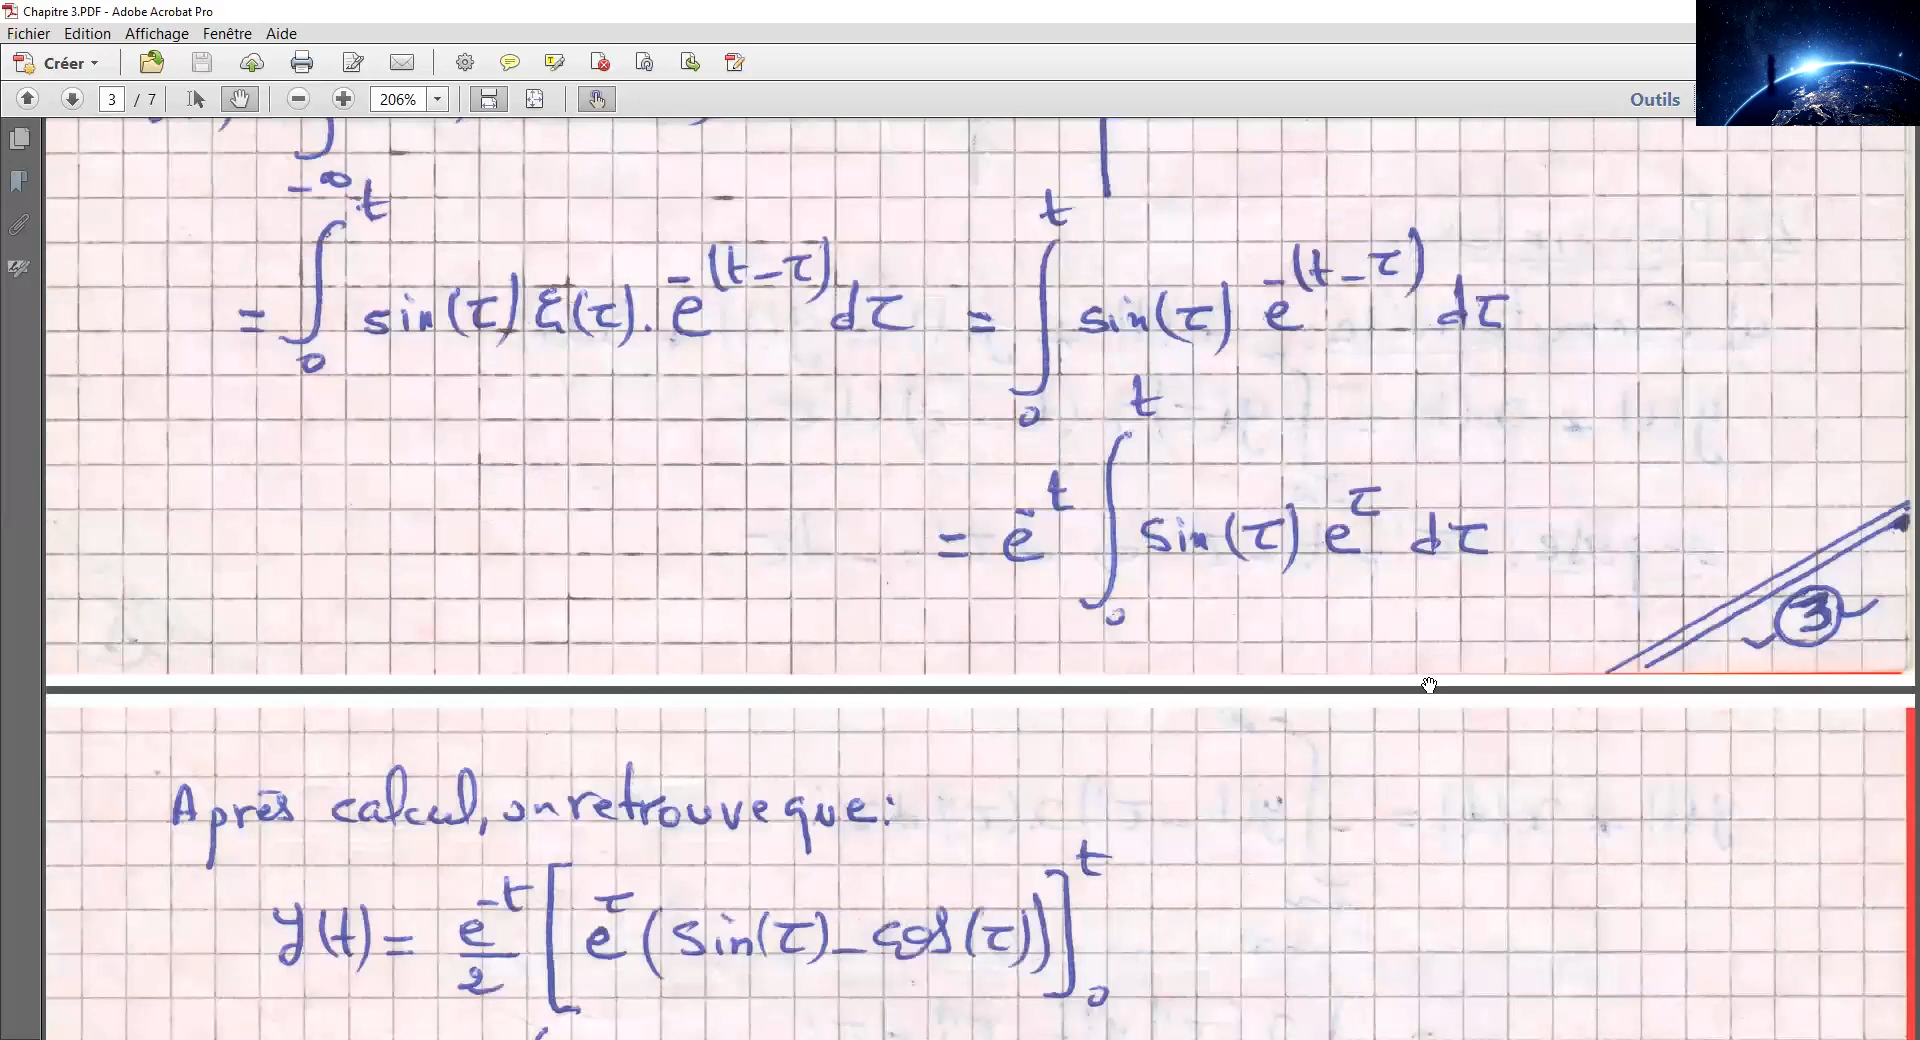 Chapitre 3.PDF - Adobe Acrobat Pro
Fichier Edition Affichage Fenêtre Aide
Créer
3 / 7 206% Outils
-∞
= ∫₀ᵗ sin(τ) ξ(τ). e^-(t-τ) dτ = ∫₀ᵗ sin(τ) e^-(t-τ) dτ
= e^-t ∫₀ᵗ sin(τ) e^τ dτ
3
Après calcul, on retrouve que:
y(t) = e^-t/2 [ e^τ (sin(τ) - cos(τ)) ]₀ᵗ